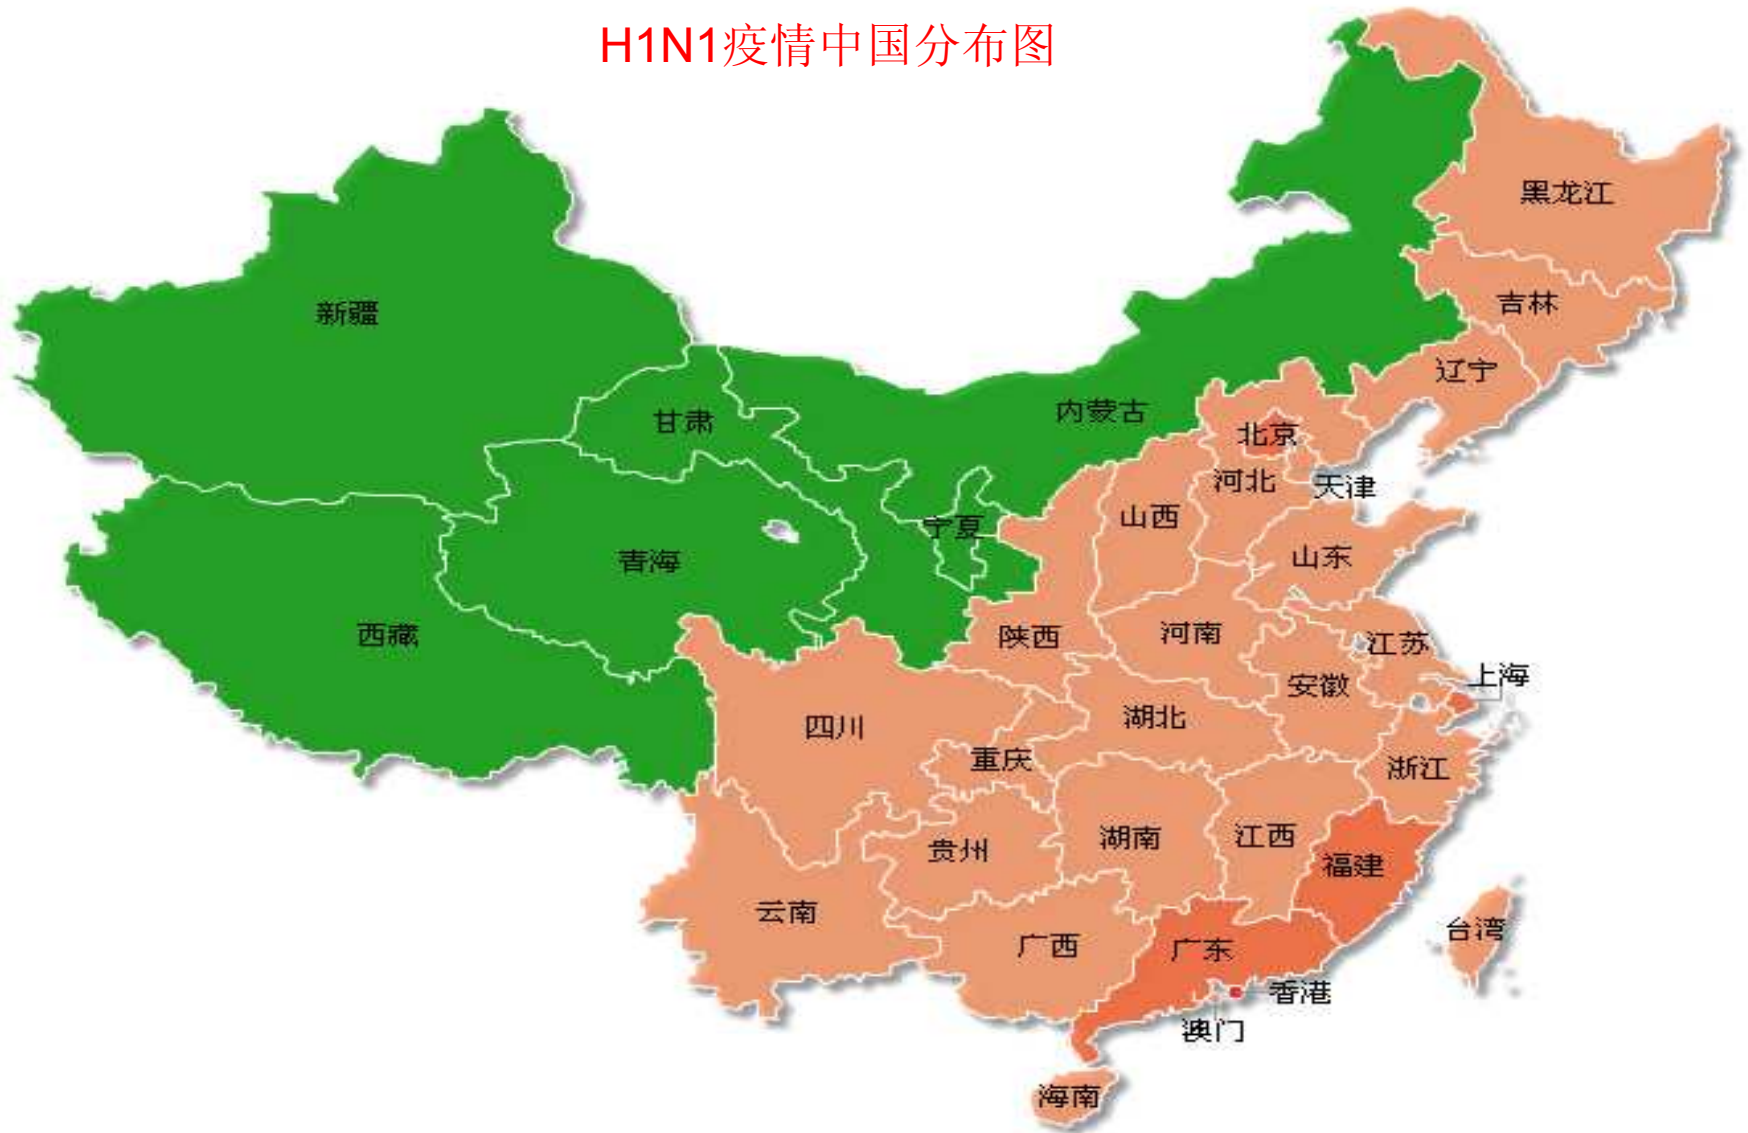 H1N1疫情中国分布图
黑龙江
吉林
新疆
辽宁
内蒙古
甘肃
北京
河北
天津
山西
宁夏
山东
青海
西藏
陕西
河南
江苏
上海
安徽
四川
湖北
重庆
浙江
贵州
湖南
江西
福建
云南
广西
广东
台湾
香港
澳门
海南